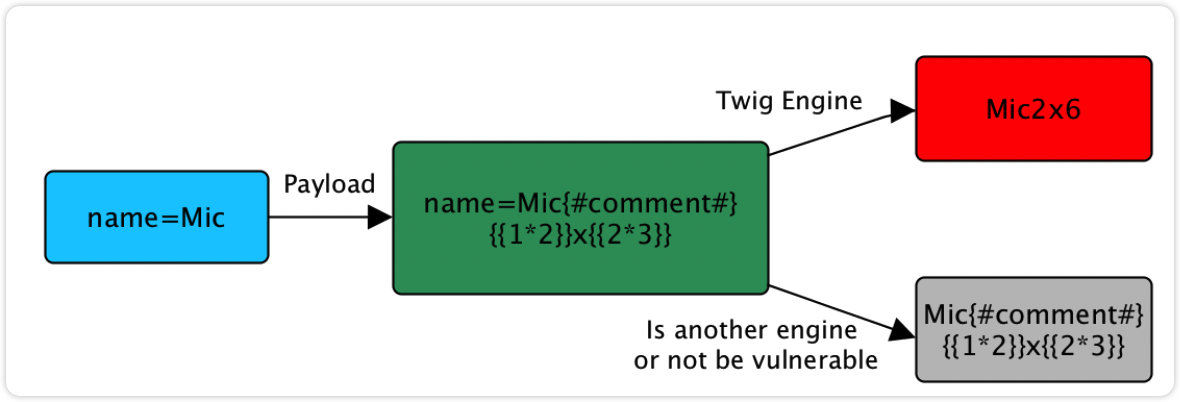 name=Mic
Payload
name=Mic{#comment#}
{{1*2}}x{{2*3}}
Twig Engine
Mic2x6
Is another engine
or not be vulnerable
Mic{#comment#}
{{1*2}}x{{2*3}}